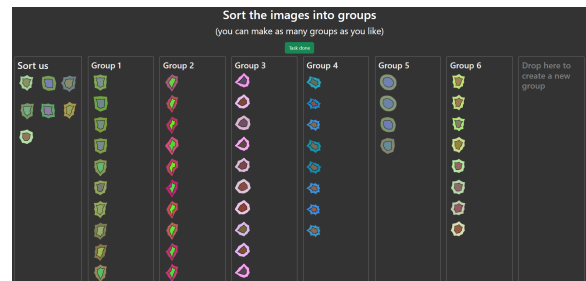 Sort the images into groups
(you can make as many groups as you like)
Task done
Sort us
Group 1
Group 2
Group 3
Group 4
Group 5
Group 6
Drop here to
create a new
group